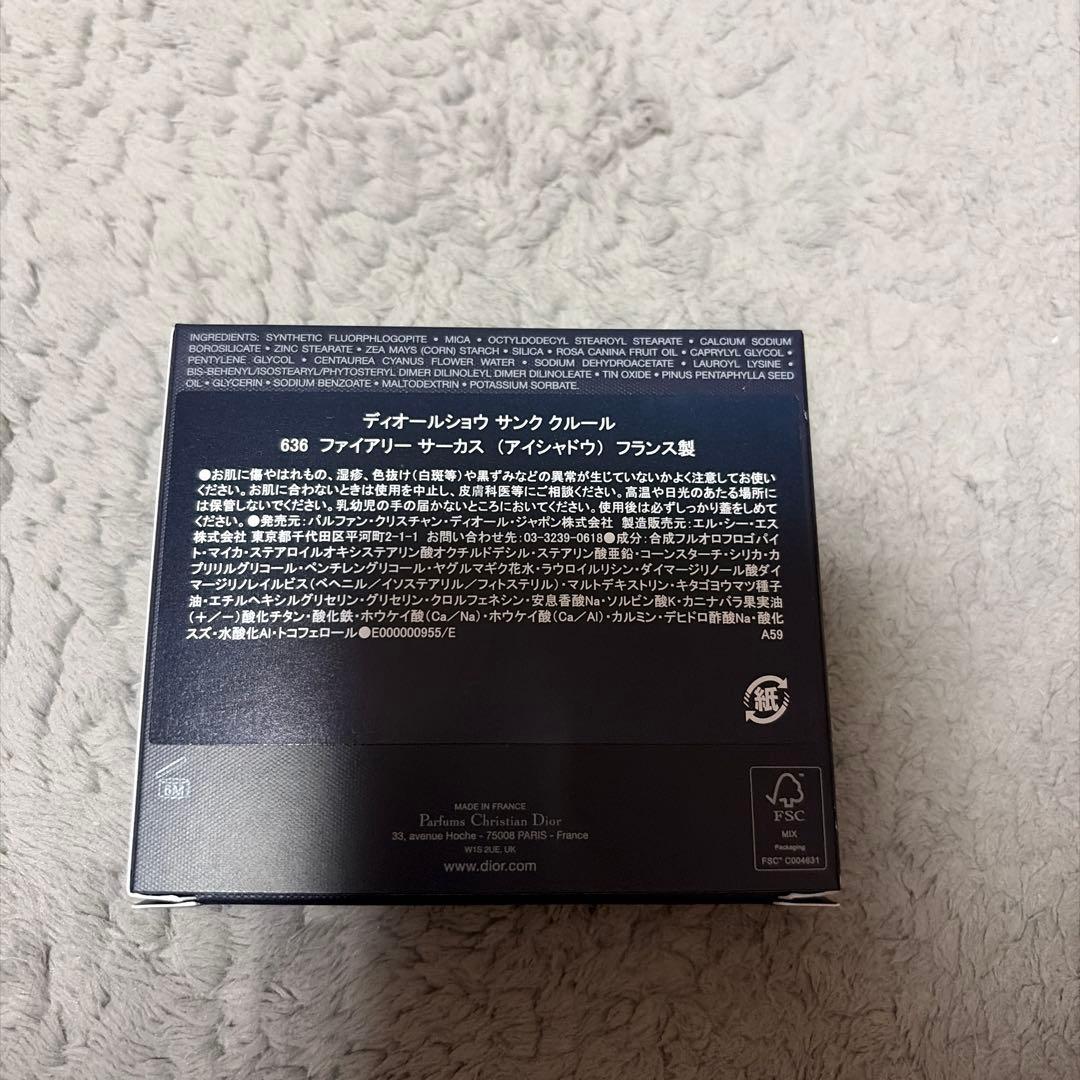 INGREDIENTS: SYNTHETIC FLUORPHLOGOPITE • MICA • OCTYLDODECYL STEAROYL STEARATE • CALCIUM SODIUM
BOROSILICATE • ZINC STEARATE • ZEA MAYS (CORN) STARCH • SILICA • ROSA CANINA FRUIT OIL • CAPRYLYL GLYCOL •
PENTYLENE GLYCOL • CENTAUREA CYANUS FLOWER WATER • SODIUM DEHYDROACETATE • LAUROYL LYSINE •
BIS-BEHENYL/ISOSTEARYL/PHYTOSTERYL DIMER DILINOLEYL DIMER DILINOLEATE • TIN OXIDE • PINUS PENTAPHYLLA SEED
OIL • GLYCERIN • SODIUM BENZOATE • MALTODEXTRIN • POTASSIUM SORBATE.
ディオールショウ サンク クルール
636 ファイアリー サーカス （アイシャドウ） フランス製
●お肌に傷やはれもの、湿疹、色抜け（白斑等）や黒ずみなどの異常が生じていないかよく注意してお使い
ください。お肌に合わないときは使用を中止し、皮膚科医等にご相談ください。高温や日光のあたる場所に
は保管しないでください。乳幼児の手の届かないところにおいてください。使用後は必ずしっかり蓋をしめて
ください。●発売元：パルファン・クリスチャン・ディオール・ジャポン株式会社 製造販売元：エル・シー・エス
株式会社 東京都千代田区平河町2-1-1 お問い合わせ先：03-3239-0618●成分：合成フルオロフロゴパイ
ト・マイカ・ステアロイルオキシステアリン酸オクチルドデシル・ステアリン酸亜鉛・コーンスターチ・シリカ・カ
プリリルグリコール・ペンチレングリコール・ヤグルマギク花水・ラウロイルリシン・ダイマージリノール酸ダイ
マージリノレイルビス（ベヘニル／イソステアリル／フィトステリル）・マルトデキストリン・キタゴヨウマツ種子
油・エチルヘキシルグリセリン・グリセリン・クロルフェネシン・安息香酸Na・ソルビン酸K・カニナバラ果実油
（＋/－）酸化チタン・酸化鉄・ホウケイ酸（Ca／Na）・ホウケイ酸（Ca／Al）・カルミン・デヒドロ酢酸Na・酸化
スズ・水酸化Al・トコフェロール●E000000955/E A59
紙
6M
MADE IN FRANCE
Parfums Christian Dior
33, avenue Hoche - 75008 PARIS - France
W1S 2UE, UK
www.dior.com
FSC
MIX
Packaging
FSC™ C004631